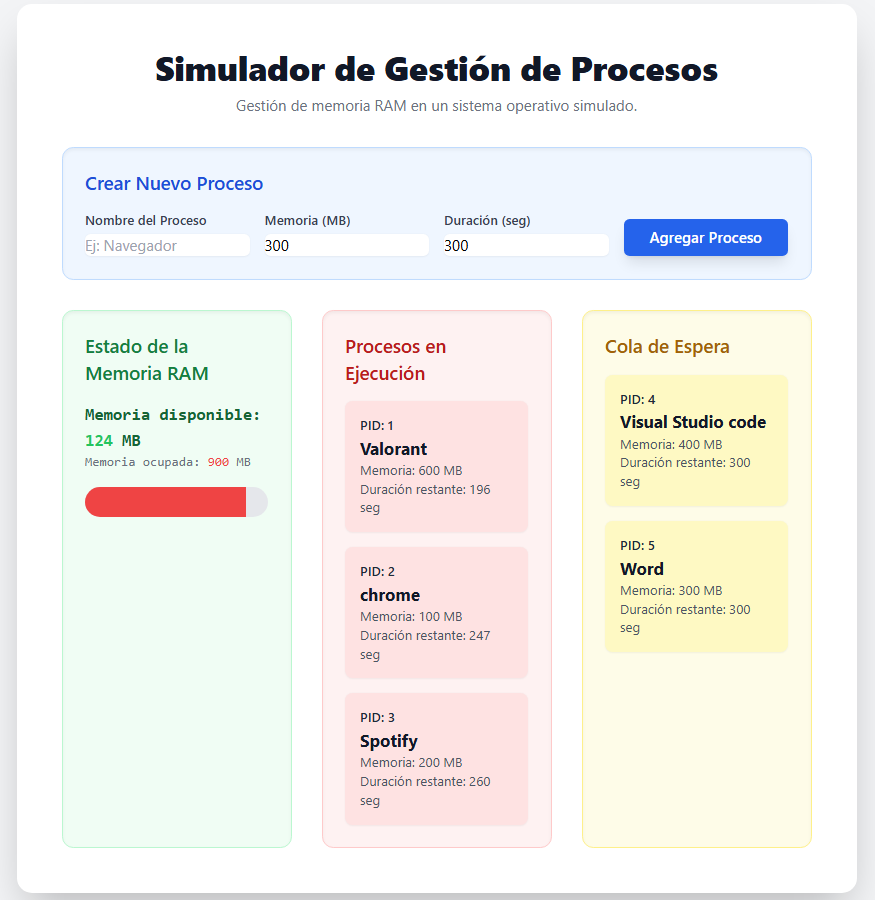 Simulador de Gestión de Procesos
Gestión de memoria RAM en un sistema operativo simulado.
Crear Nuevo Proceso
Nombre del Proceso
Ej: Navegador
Memoria (MB)
300
Duración (seg)
300
Agregar Proceso
Estado de la
Memoria RAM
Memoria disponible:
124 MB
Memoria ocupada: 900 MB
Procesos en
Ejecución
PID: 1
Valorant
Memoria: 600 MB
Duración restante: 196
seg
PID: 2
chrome
Memoria: 100 MB
Duración restante: 247
seg
PID: 3
Spotify
Memoria: 200 MB
Duración restante: 260
seg
Cola de Espera
PID: 4
Visual Studio code
Memoria: 400 MB
Duración restante: 300
seg
PID: 5
Word
Memoria: 300 MB
Duración restante: 300
seg